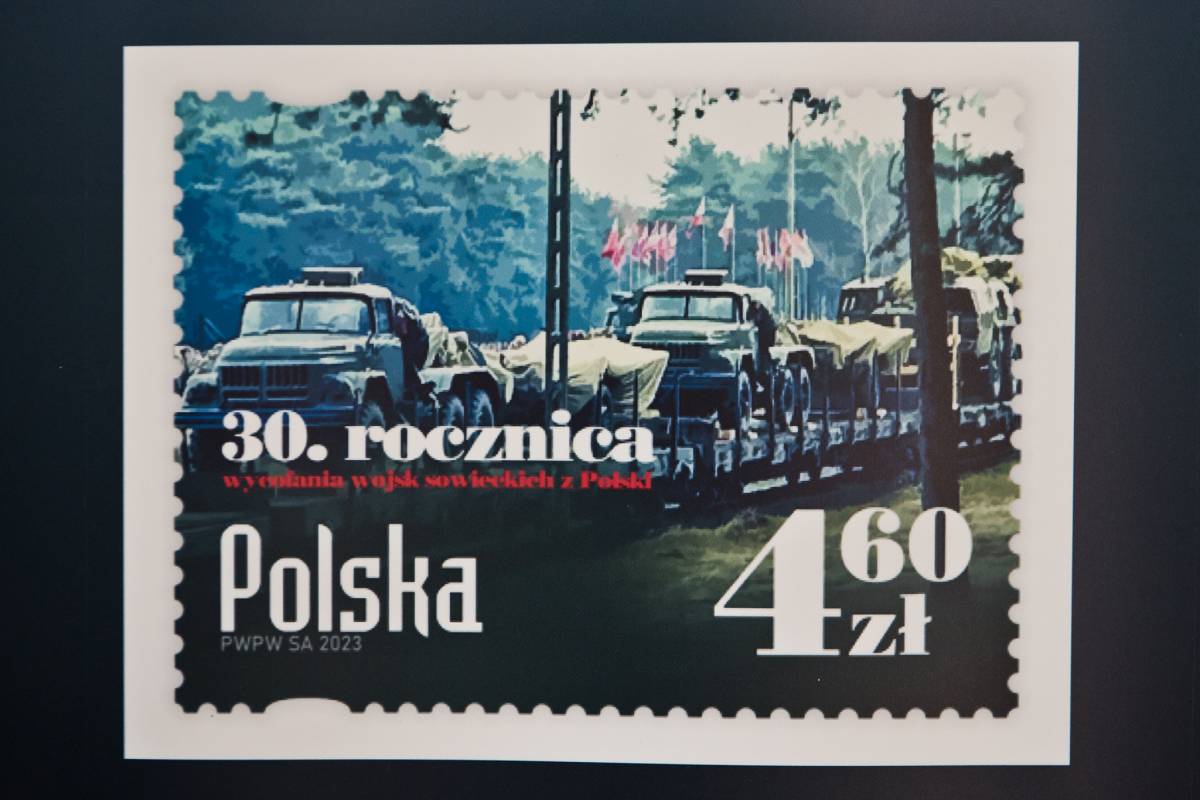 30. rocznica
wycofania wojsk sowieckich z Polski
Polska
PWPW SA 2023
4 60 zł